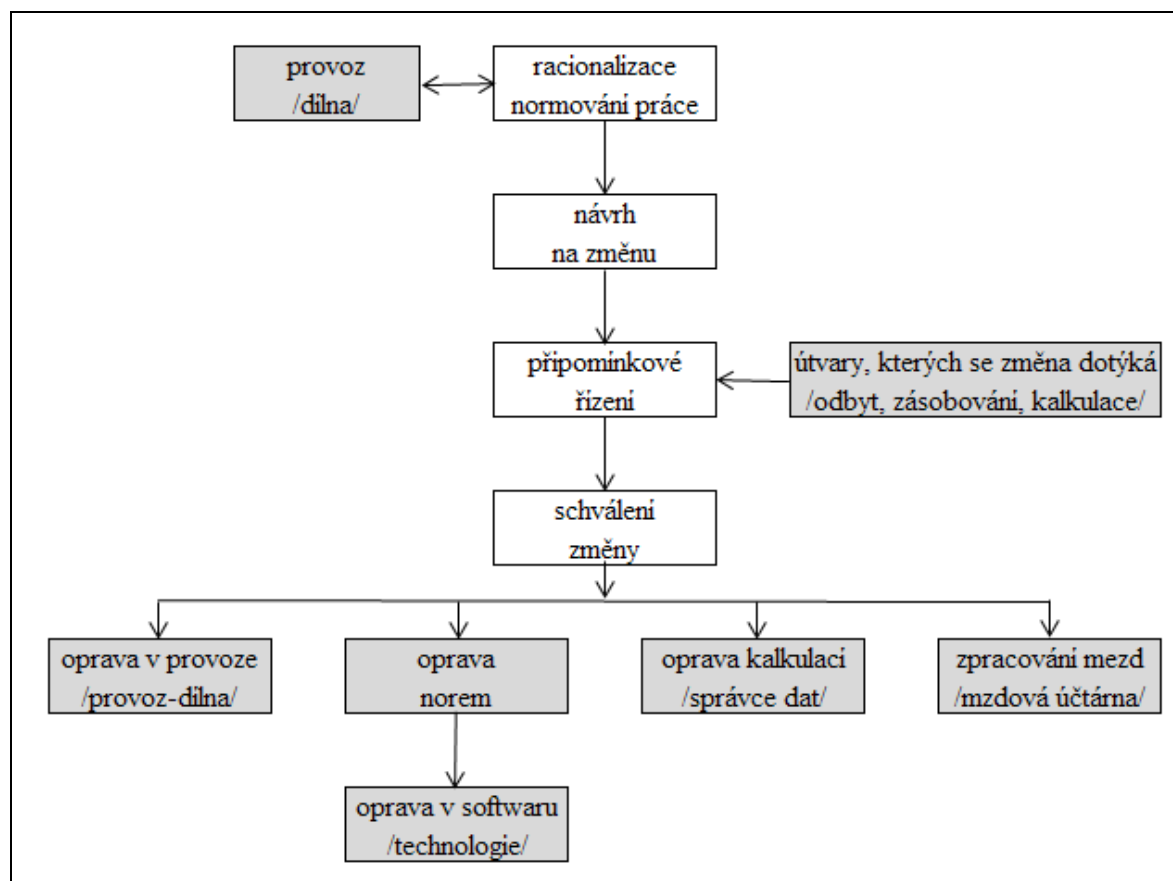 provoz
/dílna/
racionalizace
normování práce
návrh
na změnu
připomínkové
řízení
útvary, kterých se změna dotýká
/odbyt, zásobování, kalkulace/
schválení
změny
oprava v provoze
/provoz-dílna/
oprava
norem
oprava kalkulací
/správce dat/
zpracování mezd
/mzdová účtárna/
oprava v softwaru
/technologie/